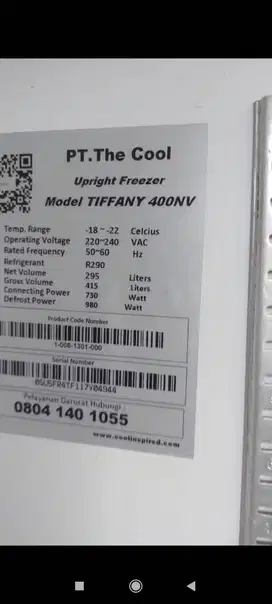 PT.The Cool
Upright Freezer
Model TIFFANY 400NV
Temp. Range -18 ~ -22 Celcius
Operating Voltage 220~240 VAC
Rated Frequency 50~60 Hz
Refrigerant R290
Net Volume 295 Liters
Gross Volume 415 Liters
Connecting Power 730 Watt
Defrost Power 980 Watt
Product Code Number
1-008-1301-000
Serial Number
Pelayanan Darurat Hubungi
0804 140 1055
www.coolinspired.com